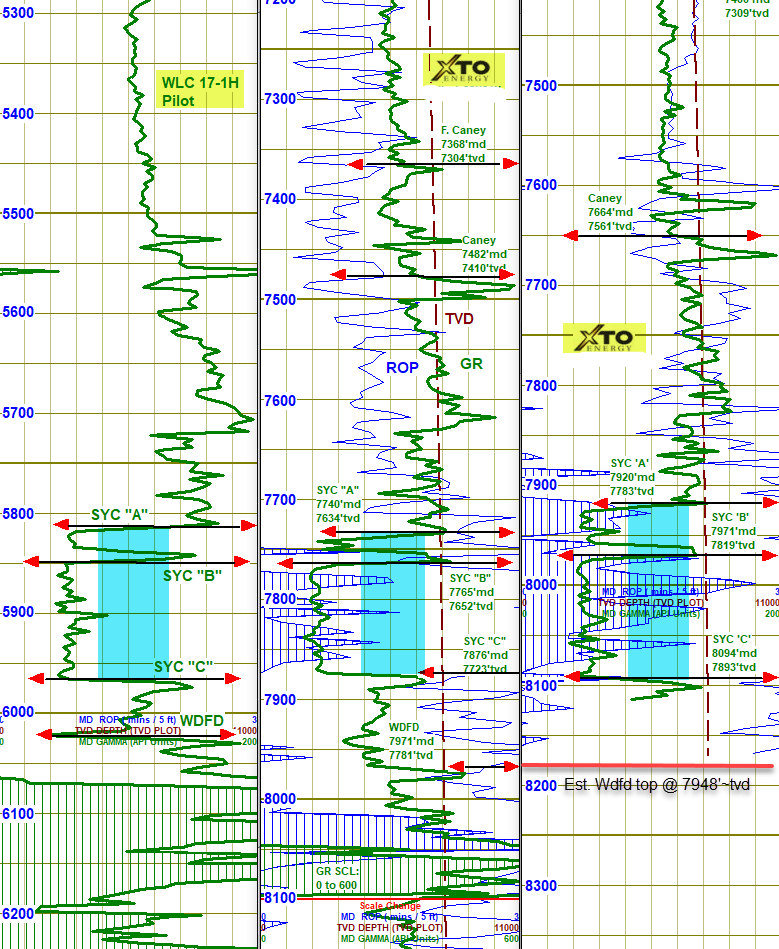 5300
5400
5500
5600
5700
5800
5900
6000
6100
6200
WLC 17-1H
Pilot
SYC "A"
SYC "B"
SYC "C"
WDFD
MD ROP (mins / 5 ft)
3
TVD DEPTH (TVD PLOT)
11000
MD GAMMA (API Units)
200
7200
7300
7400
7500
7600
7700
7800
7900
8000
8100
XTO
ENERGY
F. Caney
7368'md
7304'tvd
Caney
7482'md
7410'tvd
TVD
ROP
GR
SYC "A"
7740'md
7634'tvd
SYC "B"
7765'md
7652'tvd
SYC "C"
7876'md
7723'tvd
WDFD
7971'md
7781'tvd
GR SCL:
0 to 600
Scale Change
0
MD ROP ( mins / 5 ft)
3
TVD DEPTH (TVD PLOT)
11000
0
MD GAMMA (API Units)
600
7309'tvd
7500
7600
7700
7800
7900
8000
8100
8200
8300
Caney
7664'md
7561'tvd
XTO
ENERGY
SYC 'A'
7920'md
7783'tvd
SYC 'B'
7971'md
7819'tvd
0
MD ROP ( mins / 5 ft)
3
TVD DEPTH (TVD PLOT)
11000
0
MD GAMMA (API Units)
200
SYC 'C'
8094'md
7893'tvd
Est. Wdfd top @ 7948'~tvd